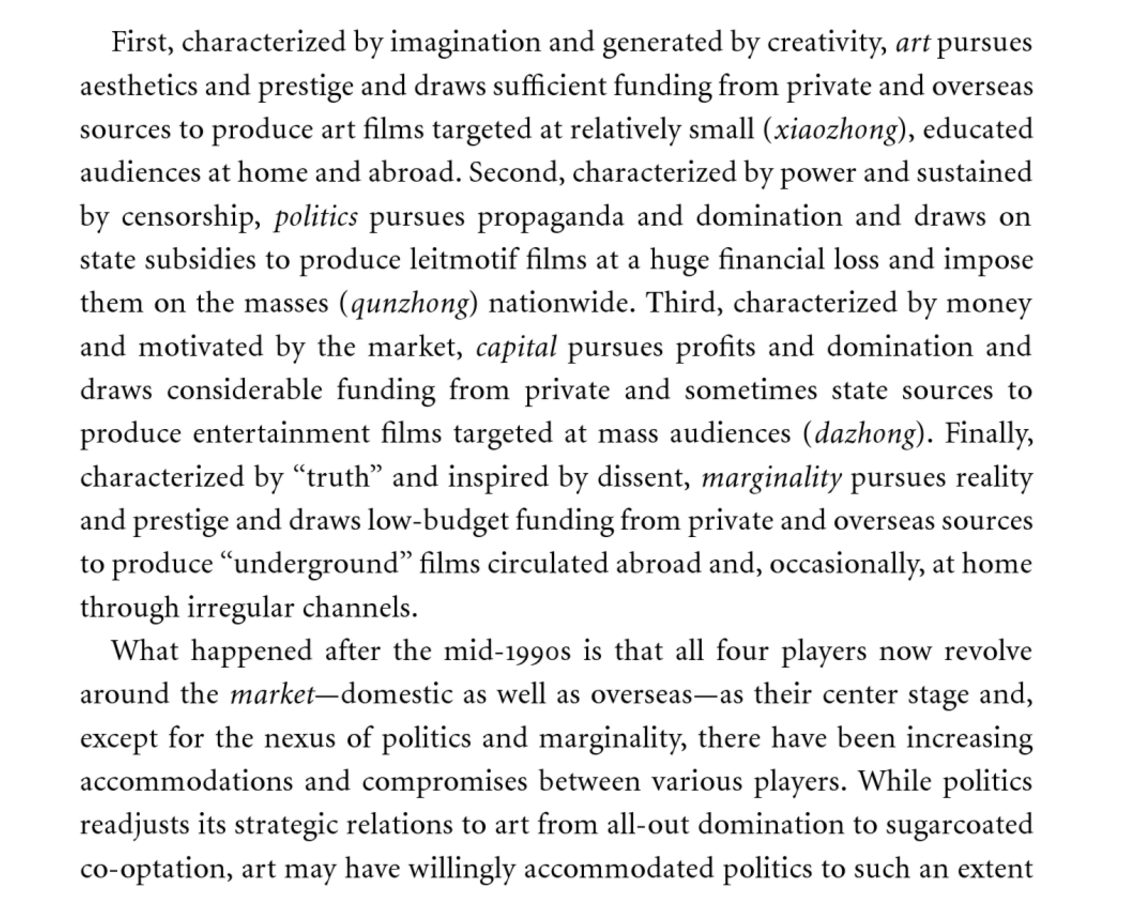 First, characterized by imagination and generated by creativity, art pursues
aesthetics and prestige and draws sufficient funding from private and overseas
sources to produce art films targeted at relatively small (xiaozhong), educated
audiences at home and abroad. Second, characterized by power and sustained
by censorship, politics pursues propaganda and domination and draws on
state subsidies to produce leitmotif films at a huge financial loss and impose
them on the masses (qunzhong) nationwide. Third, characterized by money
and motivated by the market, capital pursues profits and domination and
draws considerable funding from private and sometimes state sources to
produce entertainment films targeted at mass audiences (dazhong). Finally,
characterized by “truth” and inspired by dissent, marginality pursues reality
and prestige and draws low-budget funding from private and overseas sources
to produce “underground” films circulated abroad and, occasionally, at home
through irregular channels.
What happened after the mid-1990s is that all four players now revolve
around the market—domestic as well as overseas—as their center stage and,
except for the nexus of politics and marginality, there have been increasing
accommodations and compromises between various players. While politics
readjusts its strategic relations to art from all-out domination to sugarcoated
co-optation, art may have willingly accommodated politics to such an extent